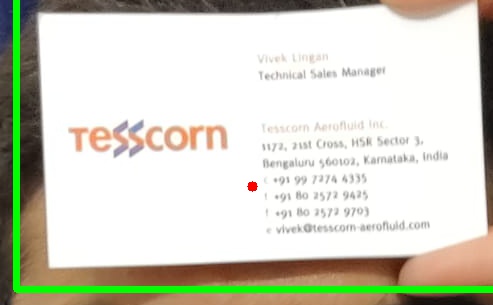 Tesscorn
Vivek Lingan
Technical Sales Manager
Tesscorn Aerofluid Inc.
1172, 21st Cross, HSR Sector 3,
Bengaluru 560102, Karnataka, India
+91 99 7274 4335
t +91 80 2572 9425
f +91 80 2572 9703
e vivek@tesscorn-aerofluid.com